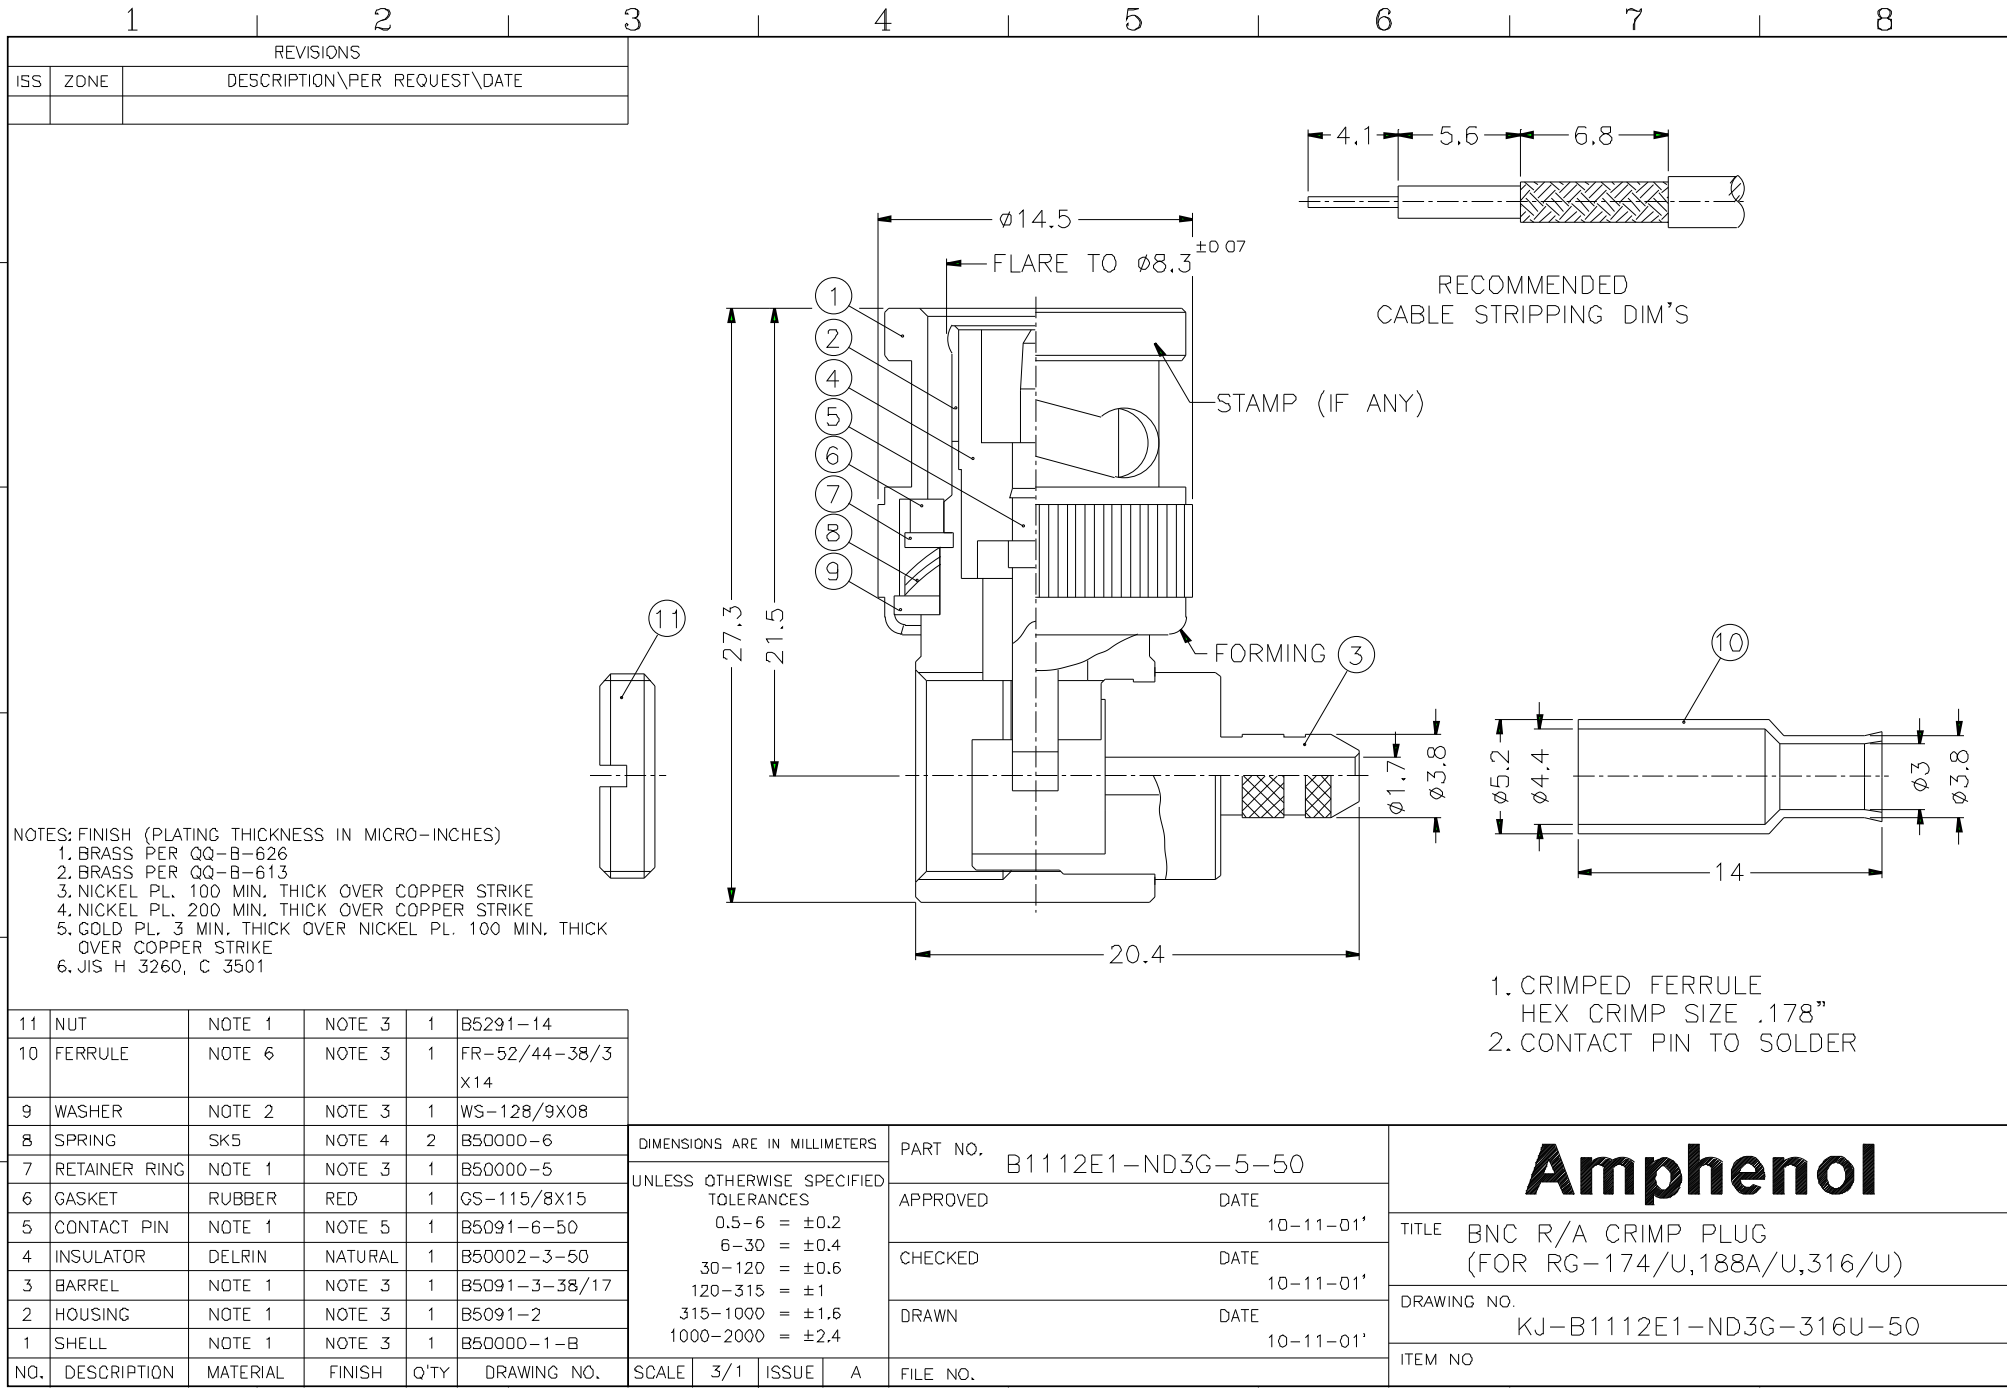 1 2 3 4 5 6 7 8
REVISIONS
ISS ZONE DESCRIPTION\PER REQUEST\DATE
4.1 5.6 6.8
RECOMMENDED
CABLE STRIPPING DIM'S
ø14.5
FLARE TO ø8.3 ±0 07
1
2
4
5
6
7
8
9
STAMP (IF ANY)
27.3
21.5
11
FORMING
3
10
ø1.7
ø3.8
ø5.2
ø4.4
ø3
ø3.8
14
20.4
NOTES: FINISH (PLATING THICKNESS IN MICRO-INCHES)
1. BRASS PER QQ-B-626
2. BRASS PER QQ-B-613
3. NICKEL PL. 100 MIN. THICK OVER COPPER STRIKE
4. NICKEL PL. 200 MIN. THICK OVER COPPER STRIKE
5. GOLD PL. 3 MIN. THICK OVER NICKEL PL. 100 MIN. THICK
OVER COPPER STRIKE
6. JIS H 3260, C 3501
1. CRIMPED FERRULE
HEX CRIMP SIZE .178"
2. CONTACT PIN TO SOLDER
11 NUT NOTE 1 NOTE 3 1 B5291-14
10 FERRULE NOTE 6 NOTE 3 1 FR-52/44-38/3
X14
9 WASHER NOTE 2 NOTE 3 1 WS-128/9X08
8 SPRING SK5 NOTE 4 2 B50000-6
7 RETAINER RING NOTE 1 NOTE 3 1 B50000-5
6 GASKET RUBBER RED 1 GS-115/8X15
5 CONTACT PIN NOTE 1 NOTE 5 1 B5091-6-50
4 INSULATOR DELRIN NATURAL 1 B50002-3-50
3 BARREL NOTE 1 NOTE 3 1 B5091-3-38/17
2 HOUSING NOTE 1 NOTE 3 1 B5091-2
1 SHELL NOTE 1 NOTE 3 1 B50000-1-B
NO. DESCRIPTION MATERIAL FINISH Q'TY DRAWING NO.
DIMENSIONS ARE IN MILLIMETERS
UNLESS OTHERWISE SPECIFIED
TOLERANCES
0.5-6 = ±0.2
6-30 = ±0.4
30-120 = ±0.6
120-315 = ±1
315-1000 = ±1.6
1000-2000 = ±2.4
SCALE 3/1 ISSUE A
PART NO. B1112E1-ND3G-5-50
APPROVED DATE
10-11-01'
CHECKED DATE
10-11-01'
DRAWN DATE
10-11-01'
FILE NO.
Amphenol
TITLE BNC R/A CRIMP PLUG
(FOR RG-174/U,188A/U,316/U)
DRAWING NO.
KJ-B1112E1-ND3G-316U-50
ITEM NO